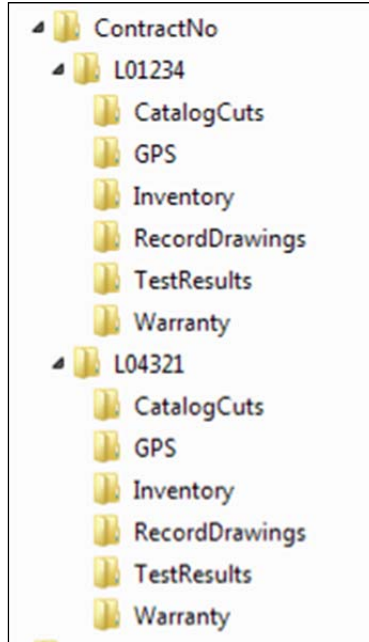 ContractNo
L01234
CatalogCuts
GPS
Inventory
RecordDrawings
TestResults
Warranty
L04321
CatalogCuts
GPS
Inventory
RecordDrawings
TestResults
Warranty